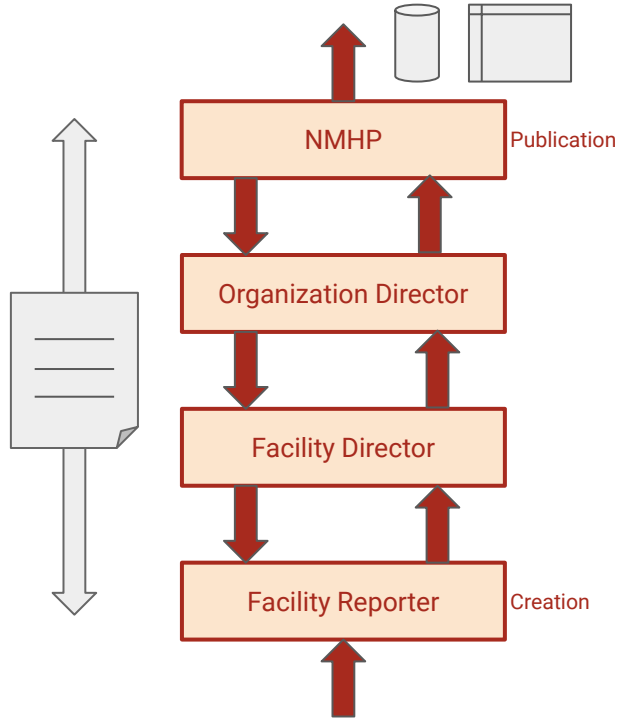 NMHP
Publication
Organization Director
Facility Director
Facility Reporter
Creation